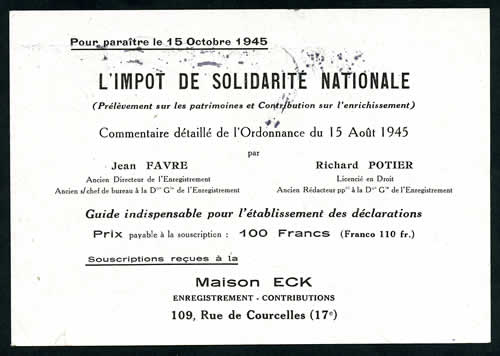 Pour paraître le 15 Octobre 1945
L'IMPOT DE SOLIDARITÉ NATIONALE
(Prélèvement sur les patrimoines et Contribution sur l'enrichissement)
Commentaire détaillé de l'Ordonnance du 15 Août 1945
par
Jean FAVRE
Ancien Directeur de l'Enregistrement
Ancien s/chef de bureau à la Dᵒⁿ Gˡᵉ de l'Enregistrement
Richard POTIER
Licencié en Droit
Ancien Rédacteur ppᵃˡ à la Dᵒⁿ Gˡᵉ de l'Enregistrement
Guide indispensable pour l'établissement des déclarations
Prix payable à la souscription : 100 Francs (Franco 110 fr.)
Souscriptions reçues à la
Maison ECK
ENREGISTREMENT - CONTRIBUTIONS
109, Rue de Courcelles (17ᵉ)